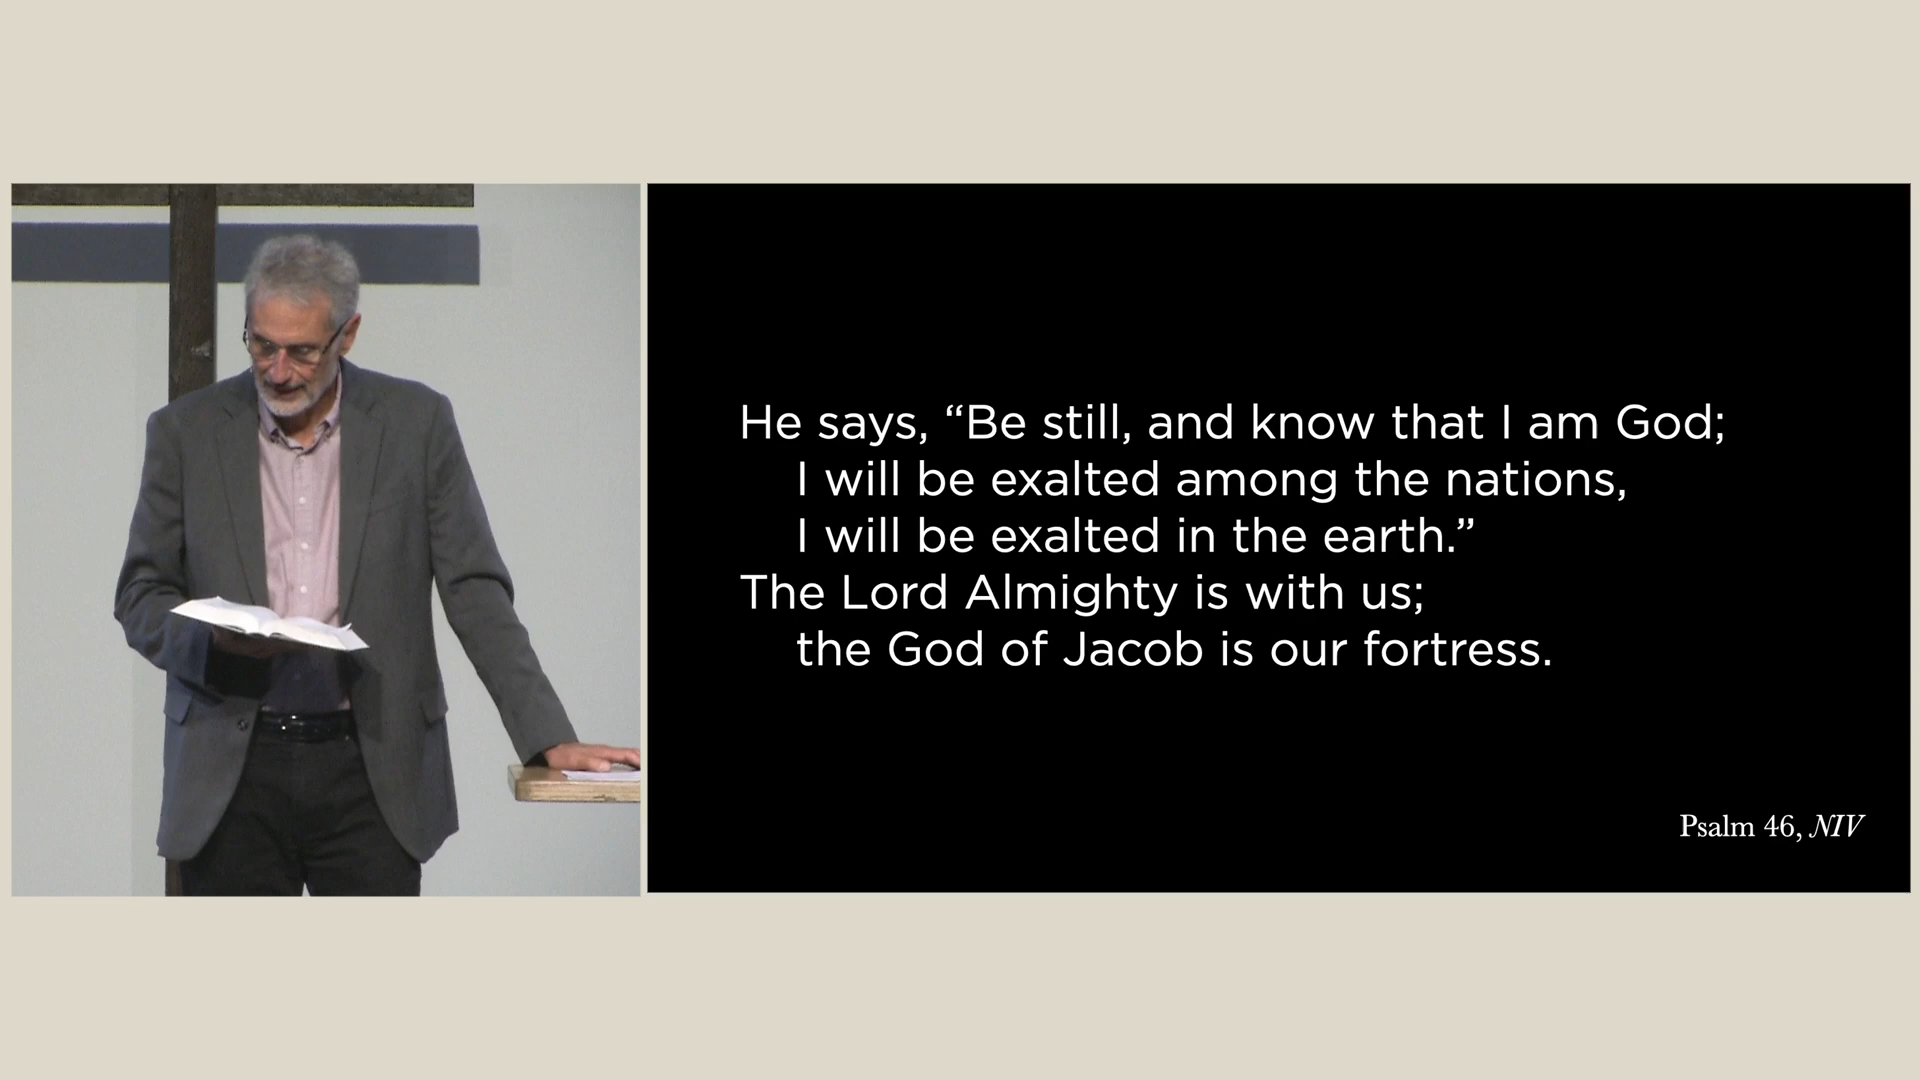 He says, “Be still, and know that I am God;
I will be exalted among the nations,
I will be exalted in the earth.”
The Lord Almighty is with us;
the God of Jacob is our fortress.
Psalm 46, NIV